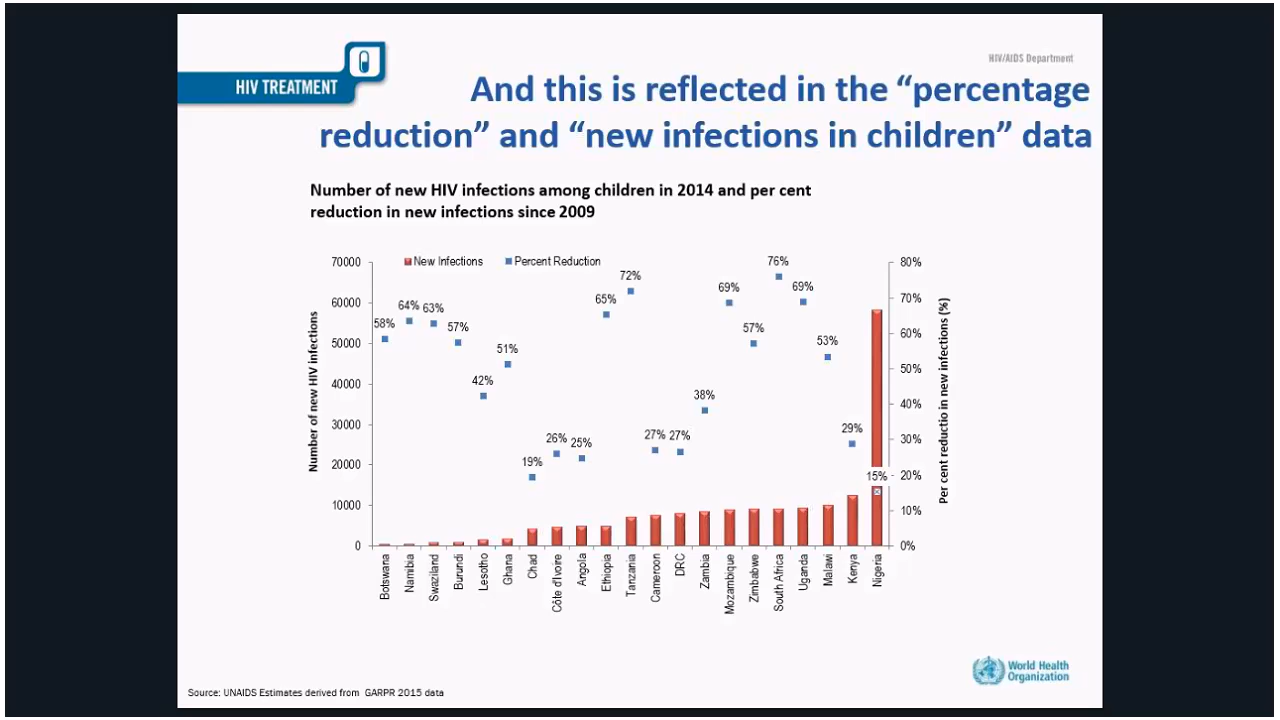 HIV TREATMENT
HIV/AIDS Department
And this is reflected in the “percentage
reduction” and “new infections in children” data
Number of new HIV infections among children in 2014 and per cent
reduction in new infections since 2009
New Infections
Percent Reduction
Number of new HIV infections
70000
60000
50000
40000
30000
20000
10000
0
58%
64%
63%
57%
42%
51%
19%
26%
25%
65%
72%
27%
27%
38%
69%
57%
76%
69%
53%
29%
15%
80%
70%
60%
50%
40%
30%
20%
10%
0%
Per cent reductio in new infections (%)
Botswana
Namibia
Swaziland
Burundi
Lesotho
Ghana
Chad
Côte d'Ivoire
Angola
Ethiopia
Tanzania
Cameroon
DRC
Zambia
Mozambique
Zimbabwe
South Africa
Uganda
Malawi
Kenya
Nigeria
World Health
Organization
Source: UNAIDS Estimates derived from GARPR 2015 data